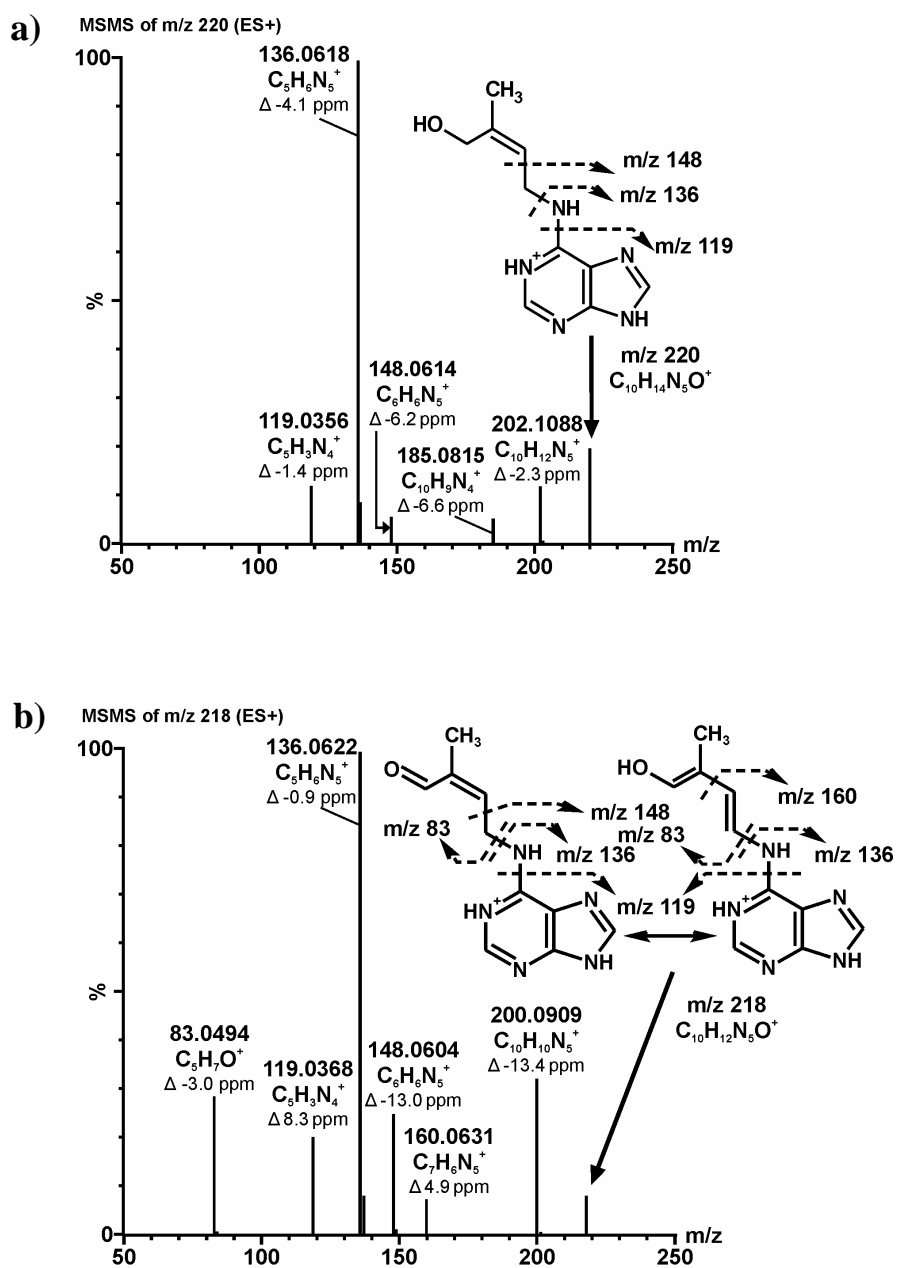 a)
MSMS of m/z 220 (ES+)
100
%
0
136.0618
C₅H₆N₅⁺
Δ -4.1 ppm
CH₃
HO
m/z 148
m/z 136
NH
m/z 119
HN⁺
N
N
NH
m/z 220
C₁₀H₁₄N₅O⁺
148.0614
C₆H₆N₅⁺
Δ -6.2 ppm
119.0356
C₅H₃N₄⁺
Δ -1.4 ppm
185.0815
C₁₀H₉N₄⁺
Δ -6.6 ppm
202.1088
C₁₀H₁₂N₅⁺
Δ -2.3 ppm
50 100 150 200 250
m/z
b)
MSMS of m/z 218 (ES+)
100
%
0
136.0622
C₅H₆N₅⁺
Δ -0.9 ppm
CH₃
O
m/z 83
m/z 148
m/z 136
NH
m/z 119
HN⁺
N
N
NH
CH₃
HO
m/z 160
m/z 83
m/z 136
NH
HN⁺
N
N
NH
m/z 218
C₁₀H₁₂N₅O⁺
83.0494
C₅H₇O⁺
Δ -3.0 ppm
119.0368
C₅H₃N₄⁺
Δ 8.3 ppm
148.0604
C₆H₆N₅⁺
Δ -13.0 ppm
160.0631
C₇H₆N₅⁺
Δ 4.9 ppm
200.0909
C₁₀H₁₀N₅⁺
Δ -13.4 ppm
50 100 150 200 250
m/z